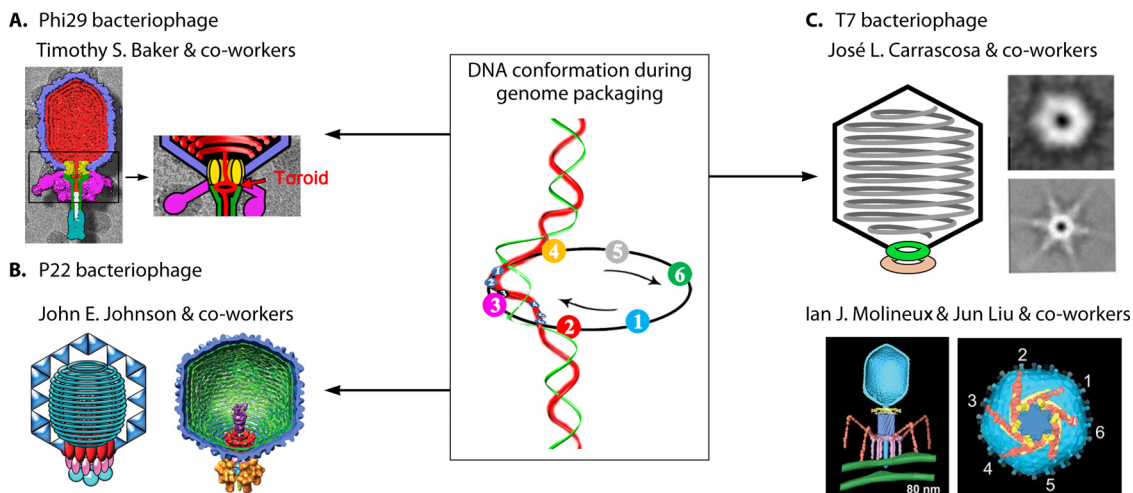 A. Phi29 bacteriophage
Timothy S. Baker & co-workers
Toroid
B. P22 bacteriophage
John E. Johnson & co-workers
DNA conformation during
genome packaging
4
5
6
3
2
1
C. T7 bacteriophage
José L. Carrascosa & co-workers
Ian J. Molineux & Jun Liu & co-workers
80 nm
2
1
3
6
4
5